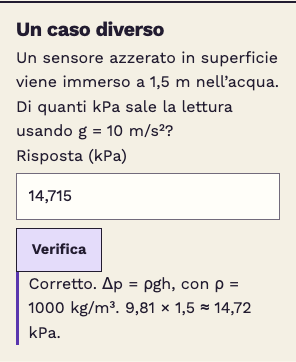 Un caso diverso
Un sensore azzerato in superficie
viene immerso a 1,5 m nell’acqua.
Di quanti kPa sale la lettura
usando g = 10 m/s²?
Risposta (kPa)
14,715
Verifica
Corretto. Δp = ρgh, con ρ =
1000 kg/m³. 9,81 × 1,5 ≈ 14,72
kPa.